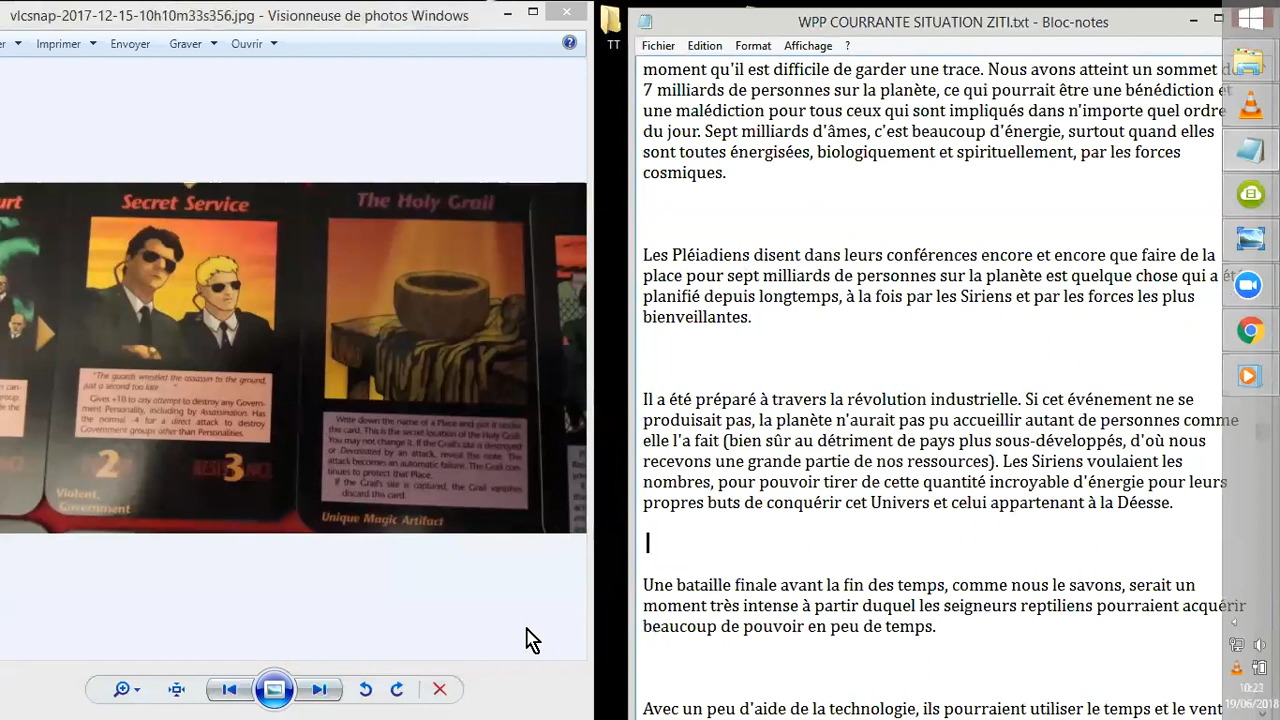 vlcsnap-2017-12-15-10h10m33s356.jpg - Visionneuse de photos Windows
Imprimer
Envoyer
Graver
Ouvrir
urt
Secret Service
The Holy Grail
"The guards wrestled the assassin to the ground,
just a second too late
Gives +10 to any attempt to destroy any Govern-
ment Personality, including by Assassination. Has
the normal -4 for a direct attack to destroy
Government groups other than Personalities.
2
3
Violent,
Government
Write down the name of a Place and put it under
this card. This is the secret location of the Holy Grail.
You may not change it. If the Grail's site is destroyed
or Devastated by an attack, reveal the note. The
attack becomes an automatic failure. The Grail con-
tinues to protect that Place.
If the Grail's site is captured, the Grail vanishes
discard this card.
Unique Magic Artifact
TT
WPP COURRANTE SITUATION ZITI.txt - Bloc-notes
Fichier
Edition
Format
Affichage
?
moment qu'il est difficile de garder une trace. Nous avons atteint un sommet de
7 milliards de personnes sur la planète, ce qui pourrait être une bénédiction et
une malédiction pour tous ceux qui sont impliqués dans n'importe quel ordre
du jour. Sept milliards d'âmes, c'est beaucoup d'énergie, surtout quand elles
sont toutes énergisées, biologiquement et spirituellement, par les forces
cosmiques.
Les Pléiadiens disent dans leurs conférences encore et encore que faire de la
place pour sept milliards de personnes sur la planète est quelque chose qui a été
planifié depuis longtemps, à la fois par les Siriens et par les forces les plus
bienveillantes.
Il a été préparé à travers la révolution industrielle. Si cet événement ne se
produisait pas, la planète n'aurait pas pu accueillir autant de personnes comme
elle l'a fait (bien sûr au détriment de pays plus sous-développés, d'où nous
recevons une grande partie de nos ressources). Les Siriens voulaient les
nombres, pour pouvoir tirer de cette quantité incroyable d'énergie pour leurs
propres buts de conquérir cet Univers et celui appartenant à la Déesse.
Une bataille finale avant la fin des temps, comme nous le savons, serait un
moment très intense à partir duquel les seigneurs reptiliens pourraient acquérir
beaucoup de pouvoir en peu de temps.
Avec un peu d'aide de la technologie, ils pourraient utiliser le temps et le vent
10:23
19/06/2018